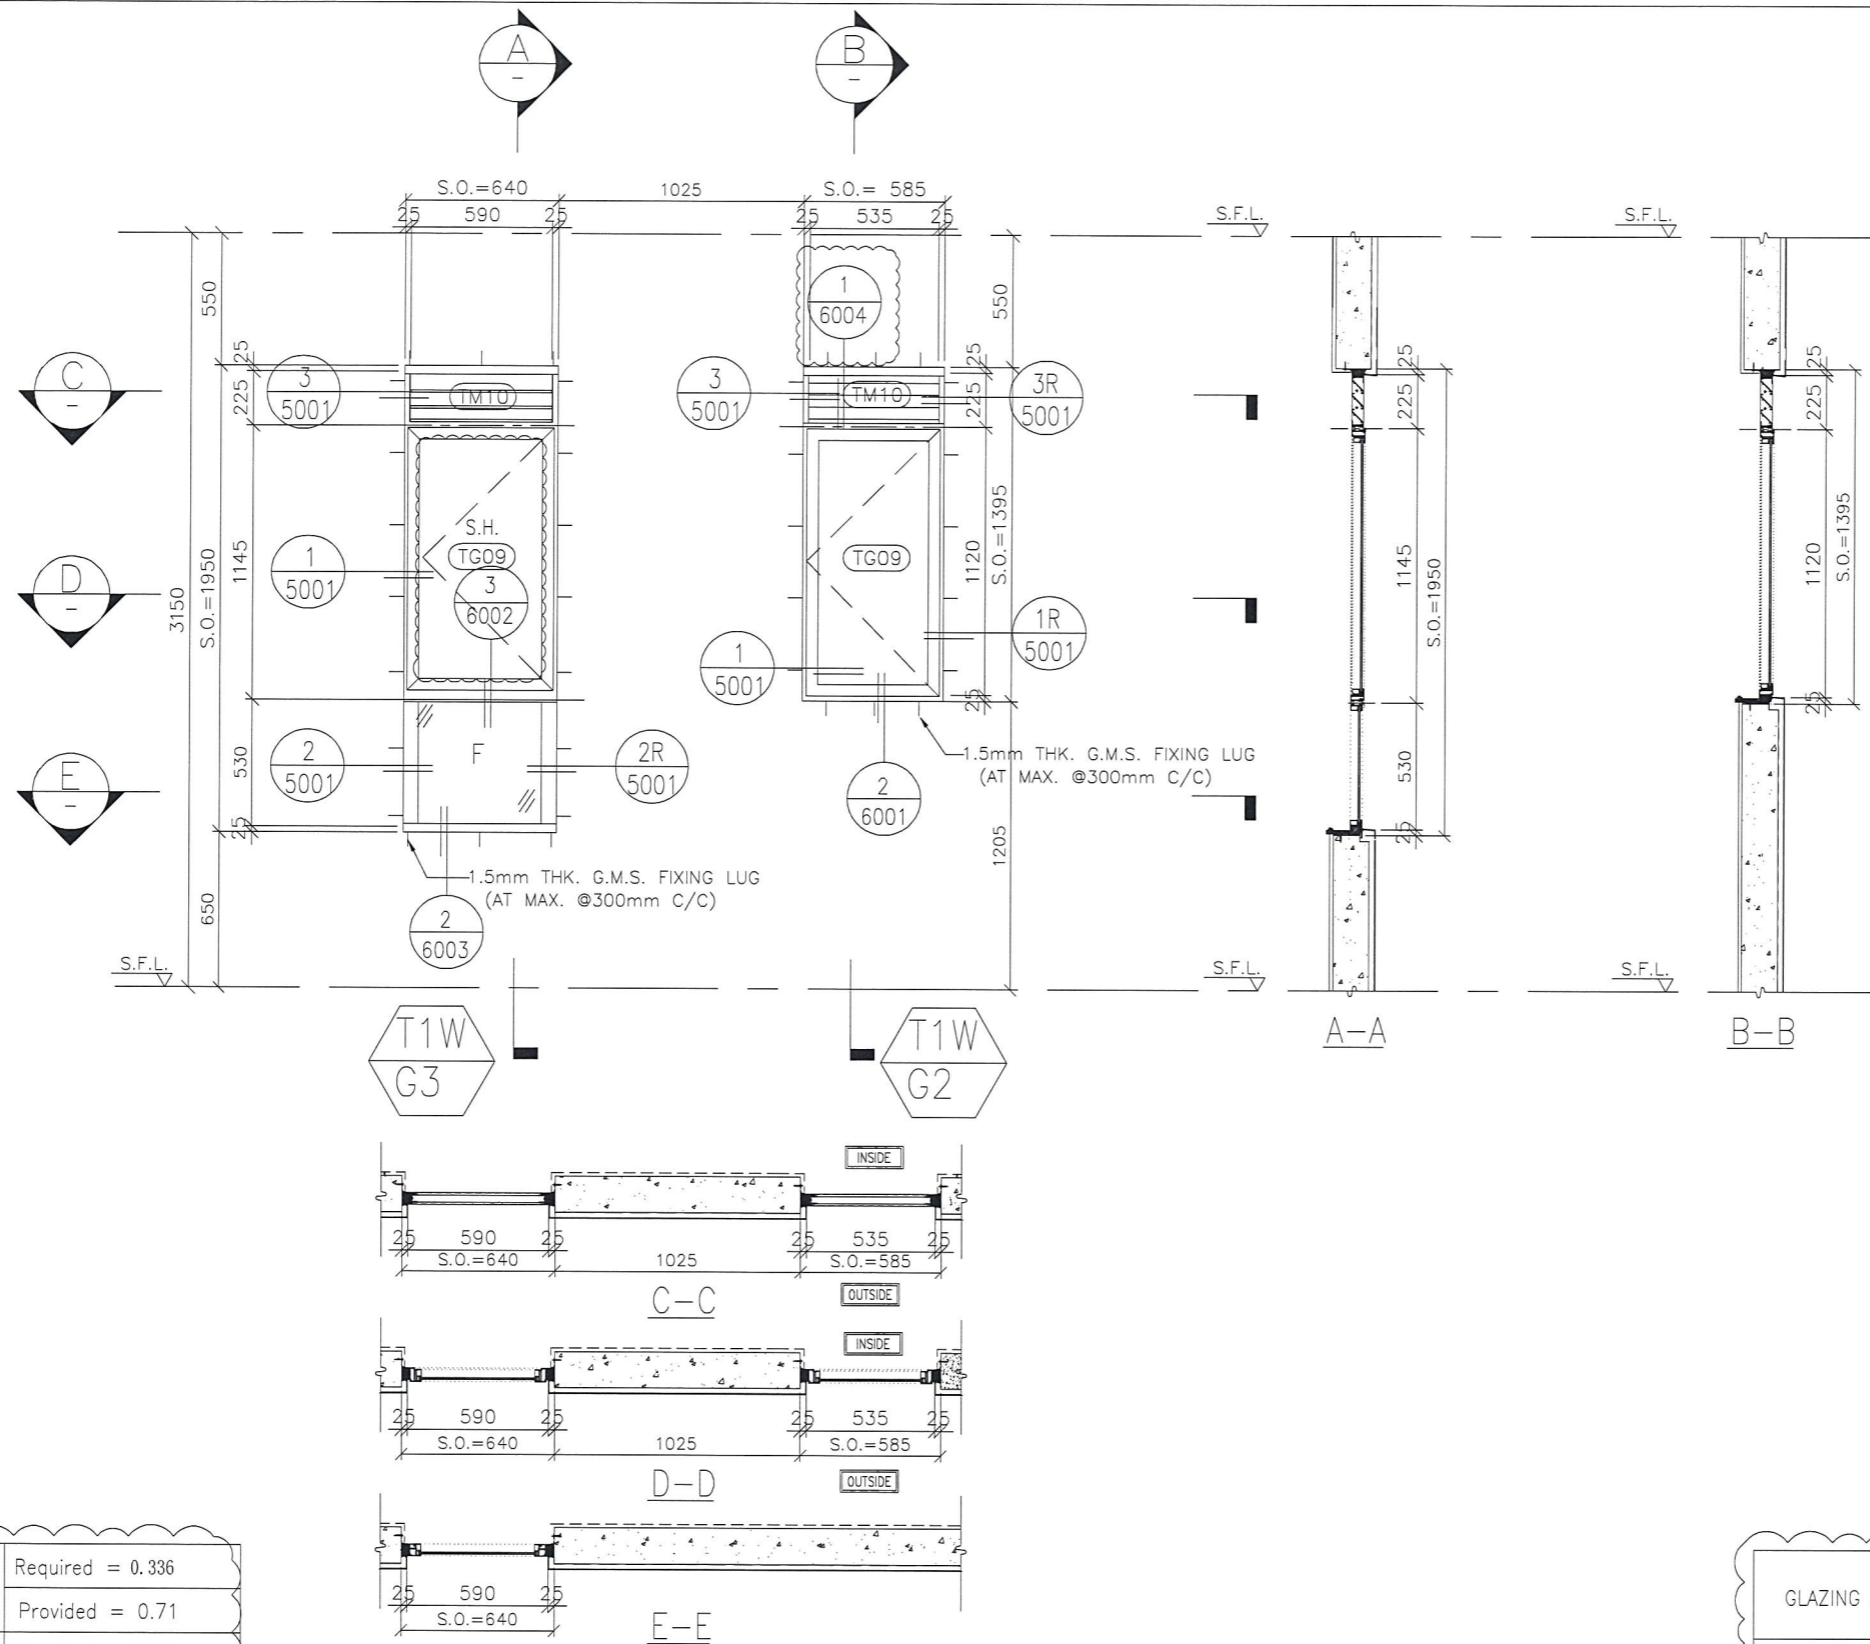 A
-
B
-
S.O.=640
1025
S.O.= 585
25 590 25
25 535 25
S.F.L.
S.F.L.
550
25
225
1145
530
25
3150
S.O.=1950
650
C
-
D
-
E
-
3
5001
TM10
1
6004
3
5001
TM10
3R
5001
550
25
225
1120
S.O.=1395
25
1205
S.H.
TG09
1
5001
3
6002
TG09
1R
5001
1
5001
2
5001
F
2R
5001
2
6001
1.5mm THK. G.M.S. FIXING LUG
(AT MAX. @300mm C/C)
1.5mm THK. G.M.S. FIXING LUG
(AT MAX. @300mm C/C)
2
6003
25
225
1145
S.O.=1950
530
25
25
225
1120
S.O.=1395
25
S.F.L.
S.F.L.
S.F.L.
A-A
B-B
T1W
G3
T1W
G2
INSIDE
25 590 25
25 535 25
S.O.=640
1025
S.O.=585
C-C
OUTSIDE
INSIDE
25 590 25
25 535 25
S.O.=640
1025
S.O.=585
D-D
OUTSIDE
25 590 25
S.O.=640
E-E
Required = 0.336
Provided = 0.71
GLAZING